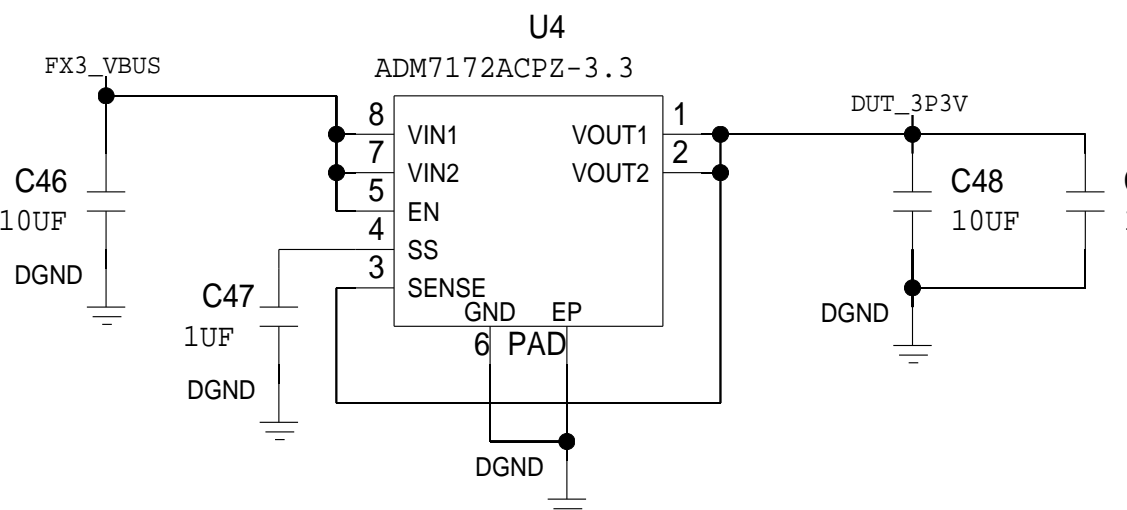 U4
ADM7172ACPZ-3.3
FX3_VBUS
DUT_3P3V
8
7
5
4
3
VIN1
VIN2
EN
SS
SENSE
GND
EP
VOUT1
VOUT2
1
2
6
PAD
C46
10UF
DGND
C47
1UF
DGND
DGND
C48
10UF
DGND